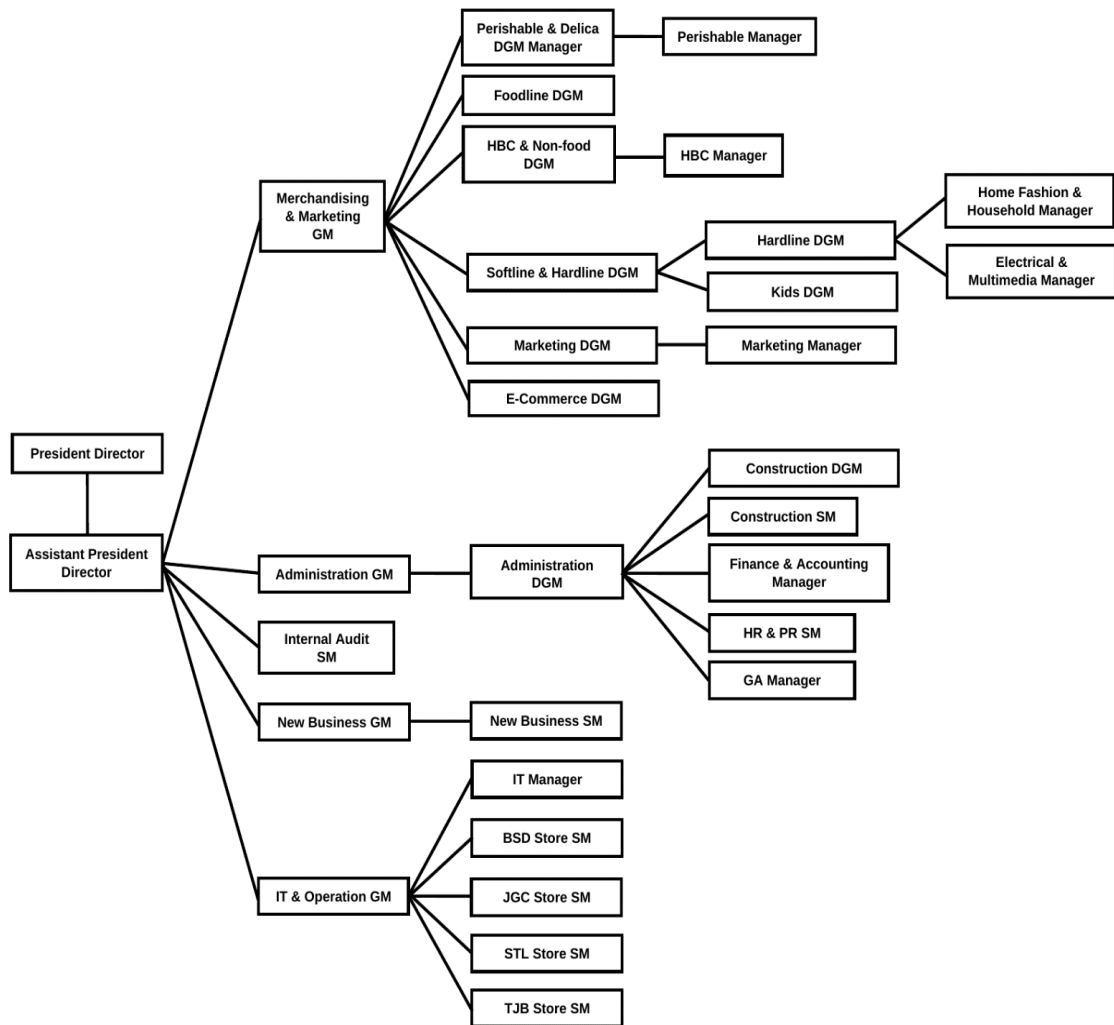 Perishable & Delica
DGM Manager
Perishable Manager
Foodline DGM
HBC & Non-food
DGM
HBC Manager
Merchandising
& Marketing
GM
Home Fashion &
Household Manager
Hardline DGM
Softline & Hardline DGM
Electrical &
Multimedia Manager
Kids DGM
Marketing DGM
Marketing Manager
E-Commerce DGM
President Director
Assistant President
Director
Construction DGM
Construction SM
Administration GM
Administration
DGM
Finance & Accounting
Manager
HR & PR SM
GA Manager
Internal Audit
SM
New Business GM
New Business SM
IT Manager
BSD Store SM
IT & Operation GM
JGC Store SM
STL Store SM
TJB Store SM